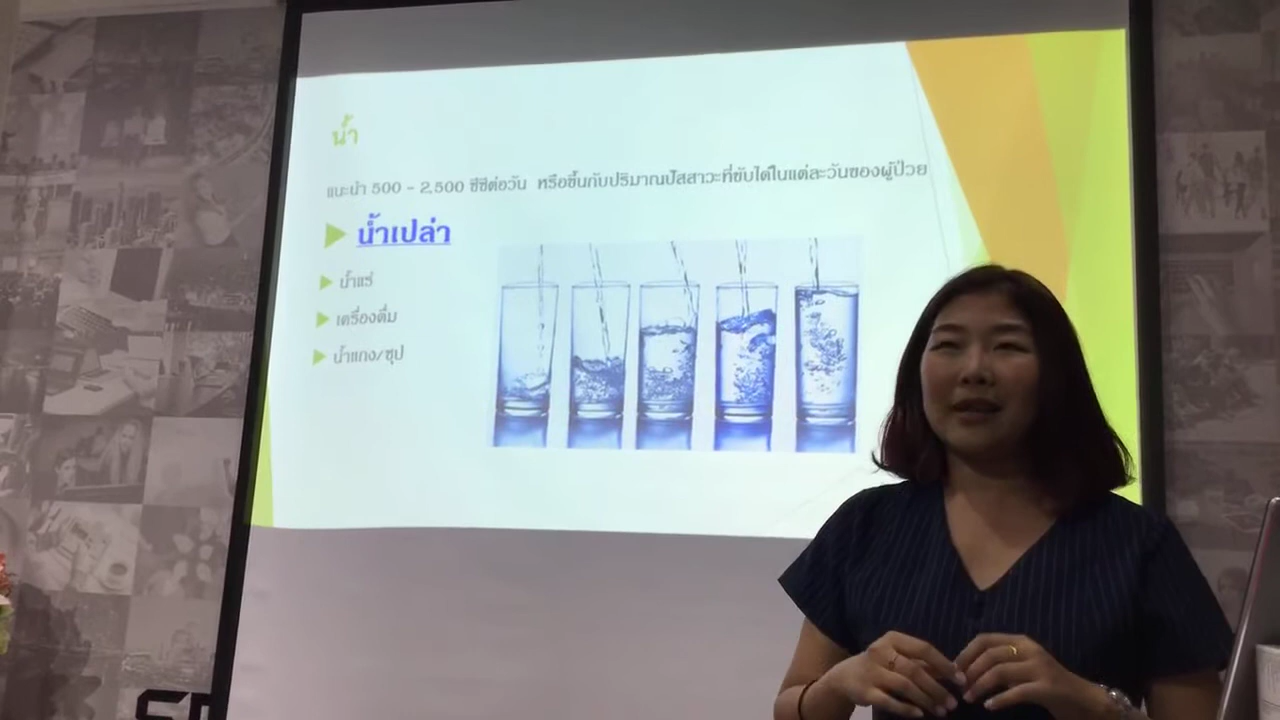 น้ำ
แนะนำ 500 - 2,500 ซีซีต่อวัน หรือขึ้นกับปริมาณปัสสาวะที่ขับได้ในแต่ละวันของผู้ป่วย
น้ำเปล่า
น้ำแร่
เครื่องดื่ม
น้ำแกง/ซุป